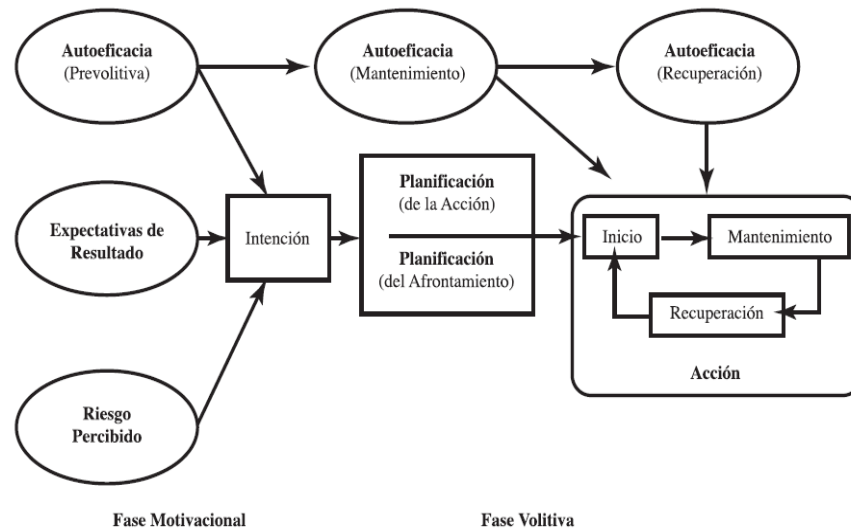 Autoeficacia
(Prevolitiva)
Autoeficacia
(Mantenimiento)
Autoeficacia
(Recuperación)
Expectativas de
Resultado
Intención
Planificación
(de la Acción)
Planificación
(del Afrontamiento)
Inicio
Mantenimiento
Recuperación
Acción
Riesgo
Percibido
Fase Motivacional
Fase Volitiva